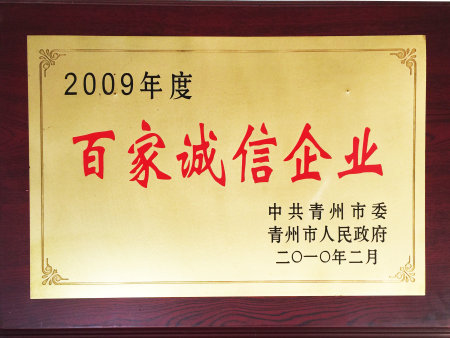 2009年度
百家诚信企业
中共青州市委
青州市人民政府
二〇一〇年二月